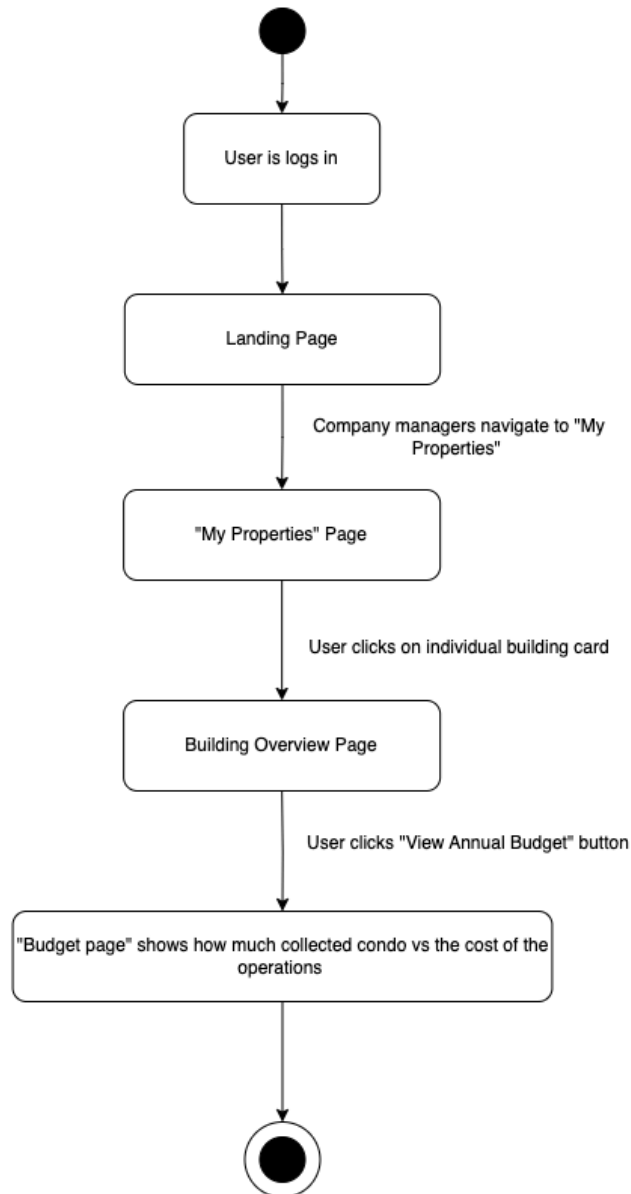 User is logs in
Landing Page
Company managers navigate to "My
Properties"
"My Properties" Page
User clicks on individual building card
Building Overview Page
User clicks "View Annual Budget" button
"Budget page" shows how much collected condo vs the cost of the
operations